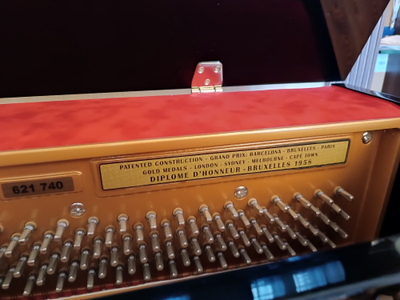 PATENTED CONSTRUCTION - GRAND PRIX: BARCELONA - BRUXELLES - PARIS
GOLD MEDALS - LONDON - SYDNEY - MELBOURNE - CAPE TOWN
DIPLOME D'HONNEUR - BRUXELLES 1958
621 740